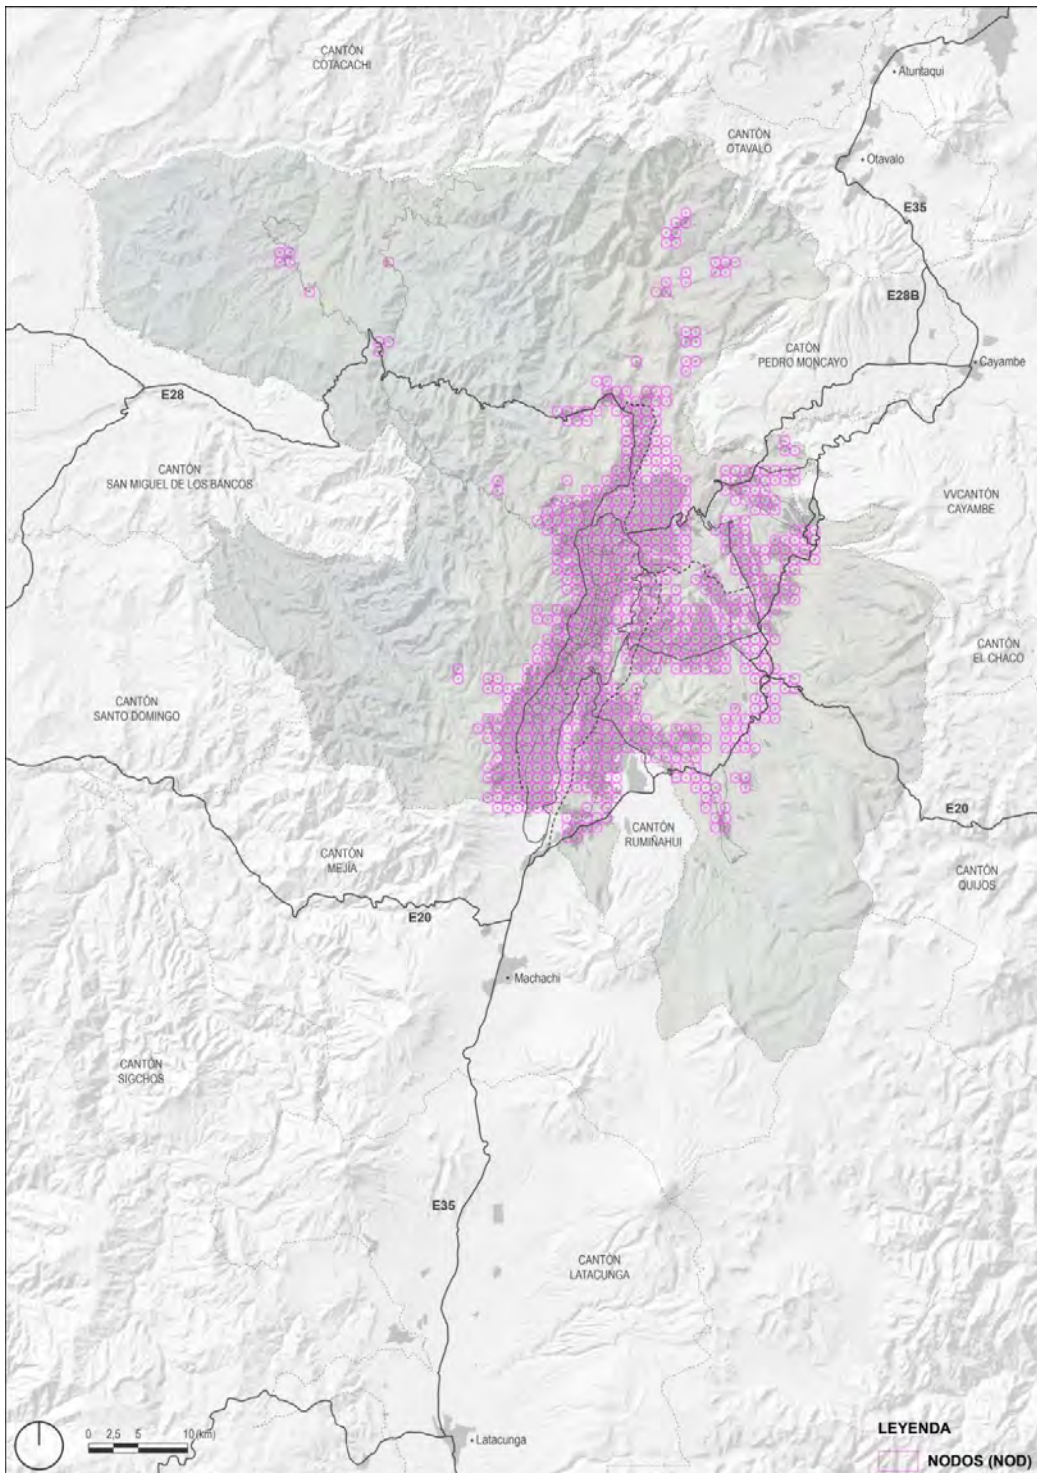 CANTÓN
COTACACHI
Atuntaqui
CANTÓN
OTAVALO
Otavalo
E35
E28B
CATÓN
PEDRO MONCAYO
Cayambe
E28
CANTÓN
SAN MIGUEL DE LOS BANCOS
VVCANTÓN
CAYAMBE
CANTÓN
EL CHACO
CANTÓN
SANTO DOMINGO
E20
CANTÓN
RUMIÑAHUI
CANTÓN
MEJÍA
CANTÓN
QUIJOS
E20
Machachi
CANTÓN
SIGCHOS
E35
CANTÓN
LATACUNGA
0 2,5 5 10 (km)
Latacunga
LEYENDA
NODOS (NOD)